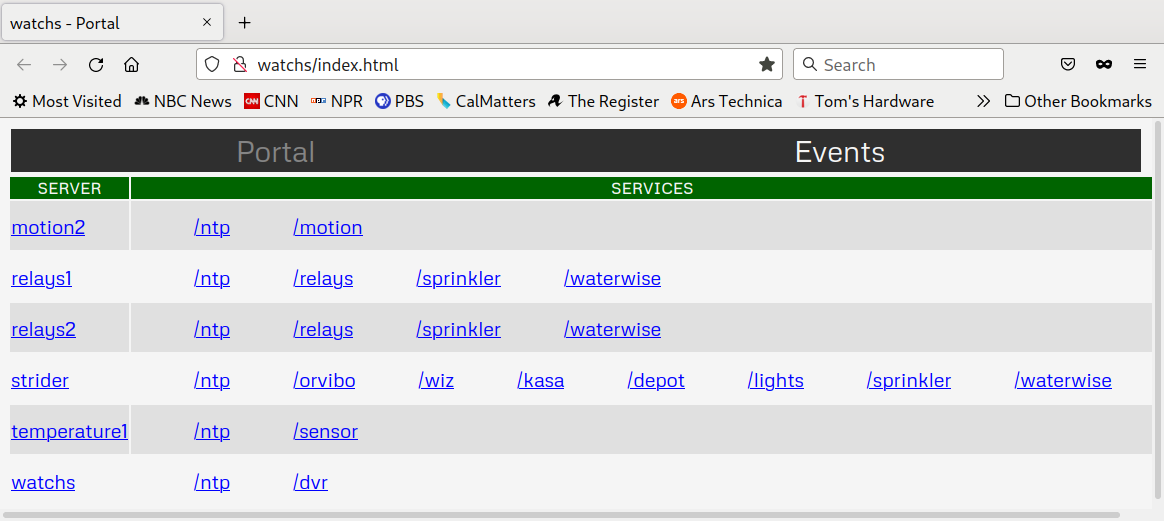 watchs - Portal
watchs/index.html Search
Most Visited NBC News CNN NPR PBS CalMatters The Register Ars Technica Tom's Hardware Other Bookmarks
Portal Events
SERVER SERVICES
motion2 /ntp /motion
relays1 /ntp /relays /sprinkler /waterwise
relays2 /ntp /relays /sprinkler /waterwise
strider /ntp /orvibo /wiz /kasa /depot /lights /sprinkler /waterwise
temperature1 /ntp /sensor
watchs /ntp /dvr